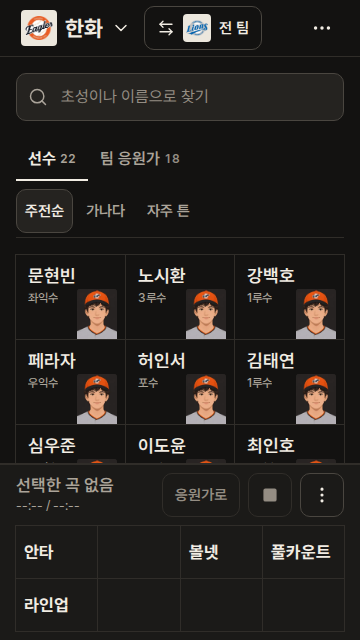 Eagles 한화 Lions 전 팀
초성이나 이름으로 찾기
선수 22 팀 응원가 18
주전순 가나다 자주 튼
문현빈 노시환 강백호
좌익수 3루수 1루수
페라자 허인서 김태연
우익수 포수 1루수
심우준 이도윤 최인호
선택한 곡 없음
--:-- / --:--
응원가로
안타 볼넷 풀카운트
라인업